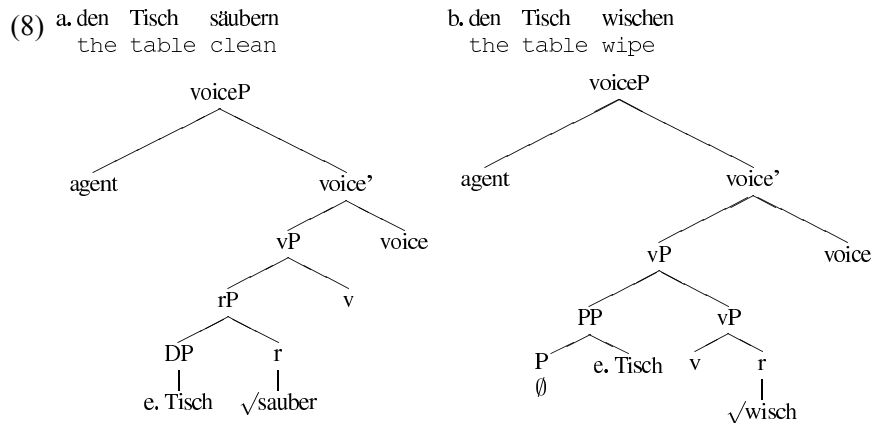 (8) a. den Tisch säubern b. den Tisch wischen
the table clean the table wipe
voiceP voiceP
agent voice’ agent voice’
vP voice vP voice
rP v PP vP
DP r P e. Tisch v r
e. Tisch √sauber ∅ √wisch